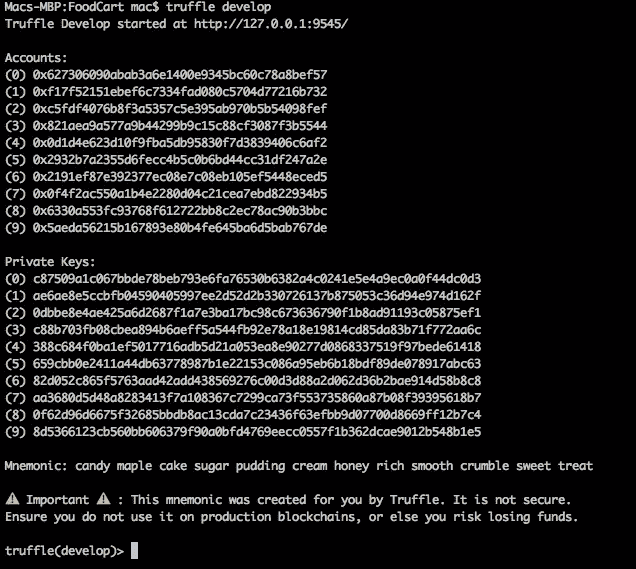 Macs-MBP:FoodCart mac$ truffle develop
Truffle Develop started at http://127.0.0.1:9545/
Accounts:
(0) 0x627306090abab3a6e1400e9345bc60c78a8bef57
(1) 0xf17f52151ebef6c7334fad080c5704d77216b732
(2) 0xc5fdf4076b8f3a5357c5e395ab970b5b54098fef
(3) 0x821aea9a577a9b44299b9c15c88cf3087f3b5544
(4) 0x0d1d4e623d10f9fba5db95830f7d3839406c6af2
(5) 0x2932b7a2355d6fecc4b5c0b6bd44cc31df247a2e
(6) 0x2191ef87e392377ec08e7c08eb105ef5448eced5
(7) 0x0f4f2ac550a1b4e2280d04c21cea7ebd822934b5
(8) 0x6330a553fc93768f612722bb8c2ec78ac90b3bbc
(9) 0x5aeda56215b167893e80b4fe645ba6d5bab767de
Private Keys:
(0) c87509a1c067bbde78beb793e6fa76530b6382a4c0241e5e4a9ec0a0f44dc0d3
(1) ae6ae8e5ccbfb04590405997ee2d52d2b330726137b875053c36d94e974d162f
(2) 0dbbe8e4ae425a6d2687f1a7e3ba17bc98c673636790f1b8ad91193c05875ef1
(3) c88b703fb08cbea894b6aeff5a544fb92e78a18e19814cd85da83b71f772aa6c
(4) 388c684f0ba1ef5017716adb5d21a053ea8e90277d0868337519f97bede61418
(5) 659cbb0e2411a44db63778987b1e22153c086a95eb6b18bdf89de078917abc63
(6) 82d052c865f5763aad42add438569276c00d3d88a2d062d36b2bae914d58b8c8
(7) aa3680d5d48a8283413f7a108367c7299ca73f553735860a87b08f39395618b7
(8) 0f62d96d6675f32685bbdb8ac13cda7c23436f63efbb9d07700d8669ff12b7c4
(9) 8d5366123cb560bb606379f90a0bfd4769eecc0557f1b362dcae9012b548b1e5
Mnemonic: candy maple cake sugar pudding cream honey rich smooth crumble sweet treat
⚠ Important ⚠ : This mnemonic was created for you by Truffle. It is not secure.
Ensure you do not use it on production blockchains, or else you risk losing funds.
truffle(develop)>